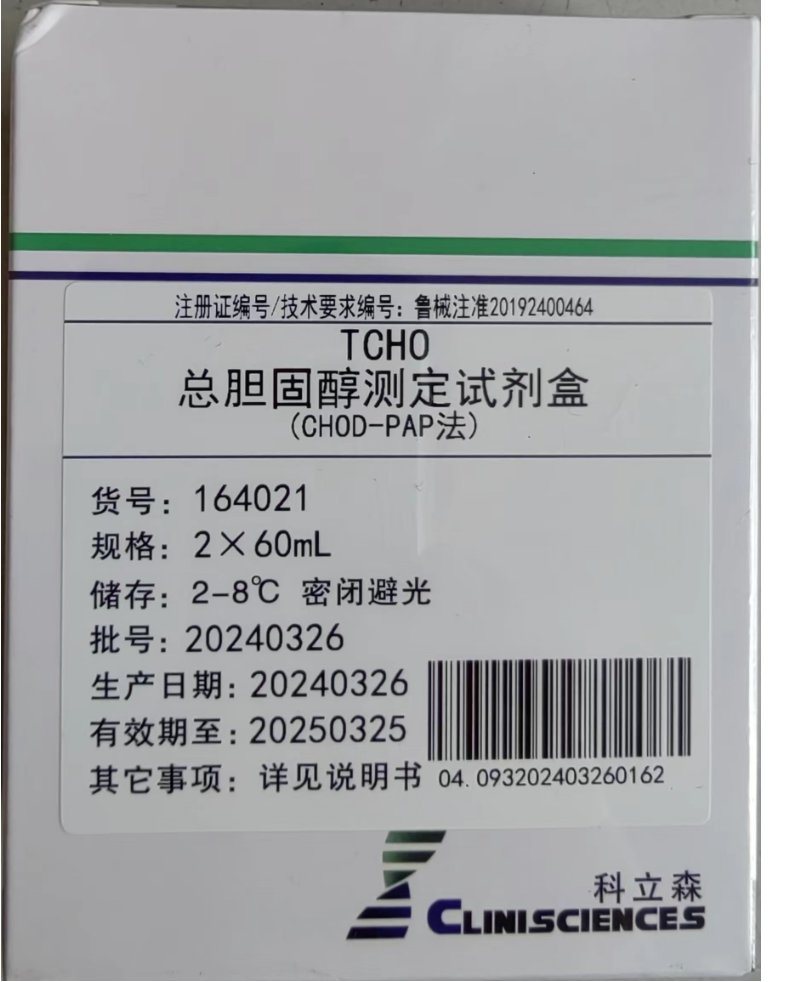 注册证编号/技术要求编号：鲁械注准20192400464
TCHO
总胆固醇测定试剂盒
(CHOD-PAP法)
货号：164021
规格：2×60mL
储存：2-8℃ 密闭避光
批号：20240326
生产日期：20240326
有效期至：20250325
其它事项：详见说明书
04.093202403260162
科立森
CLINISCIENCES